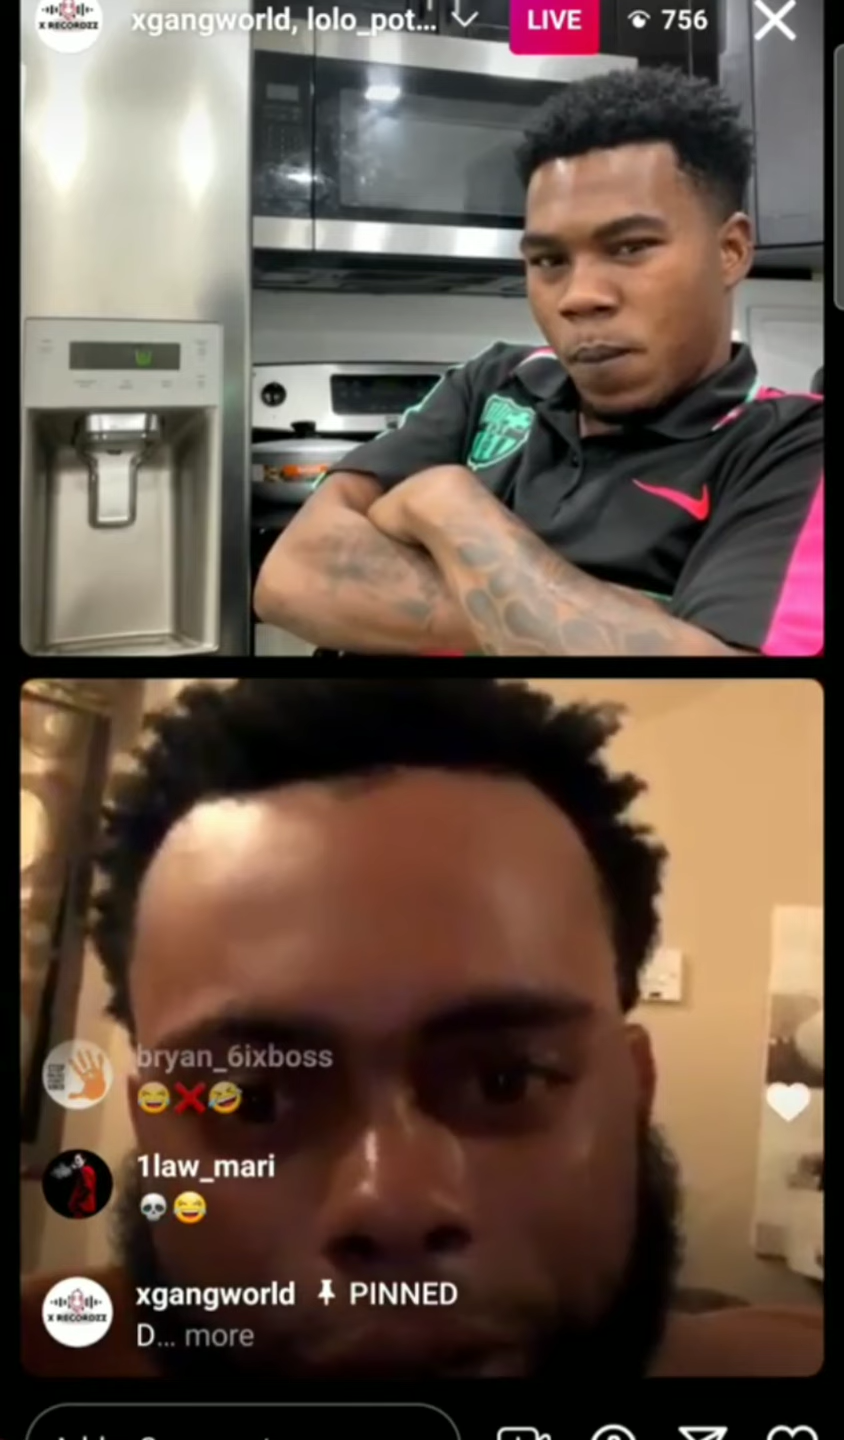 X RECORDZZ
xgangworld, lolo_pot...
LIVE
756
bryan_6ixboss
😂❌🤣
1law_mari
💀😂
xgangworld 📌 PINNED
D... more
X RECORDZZ